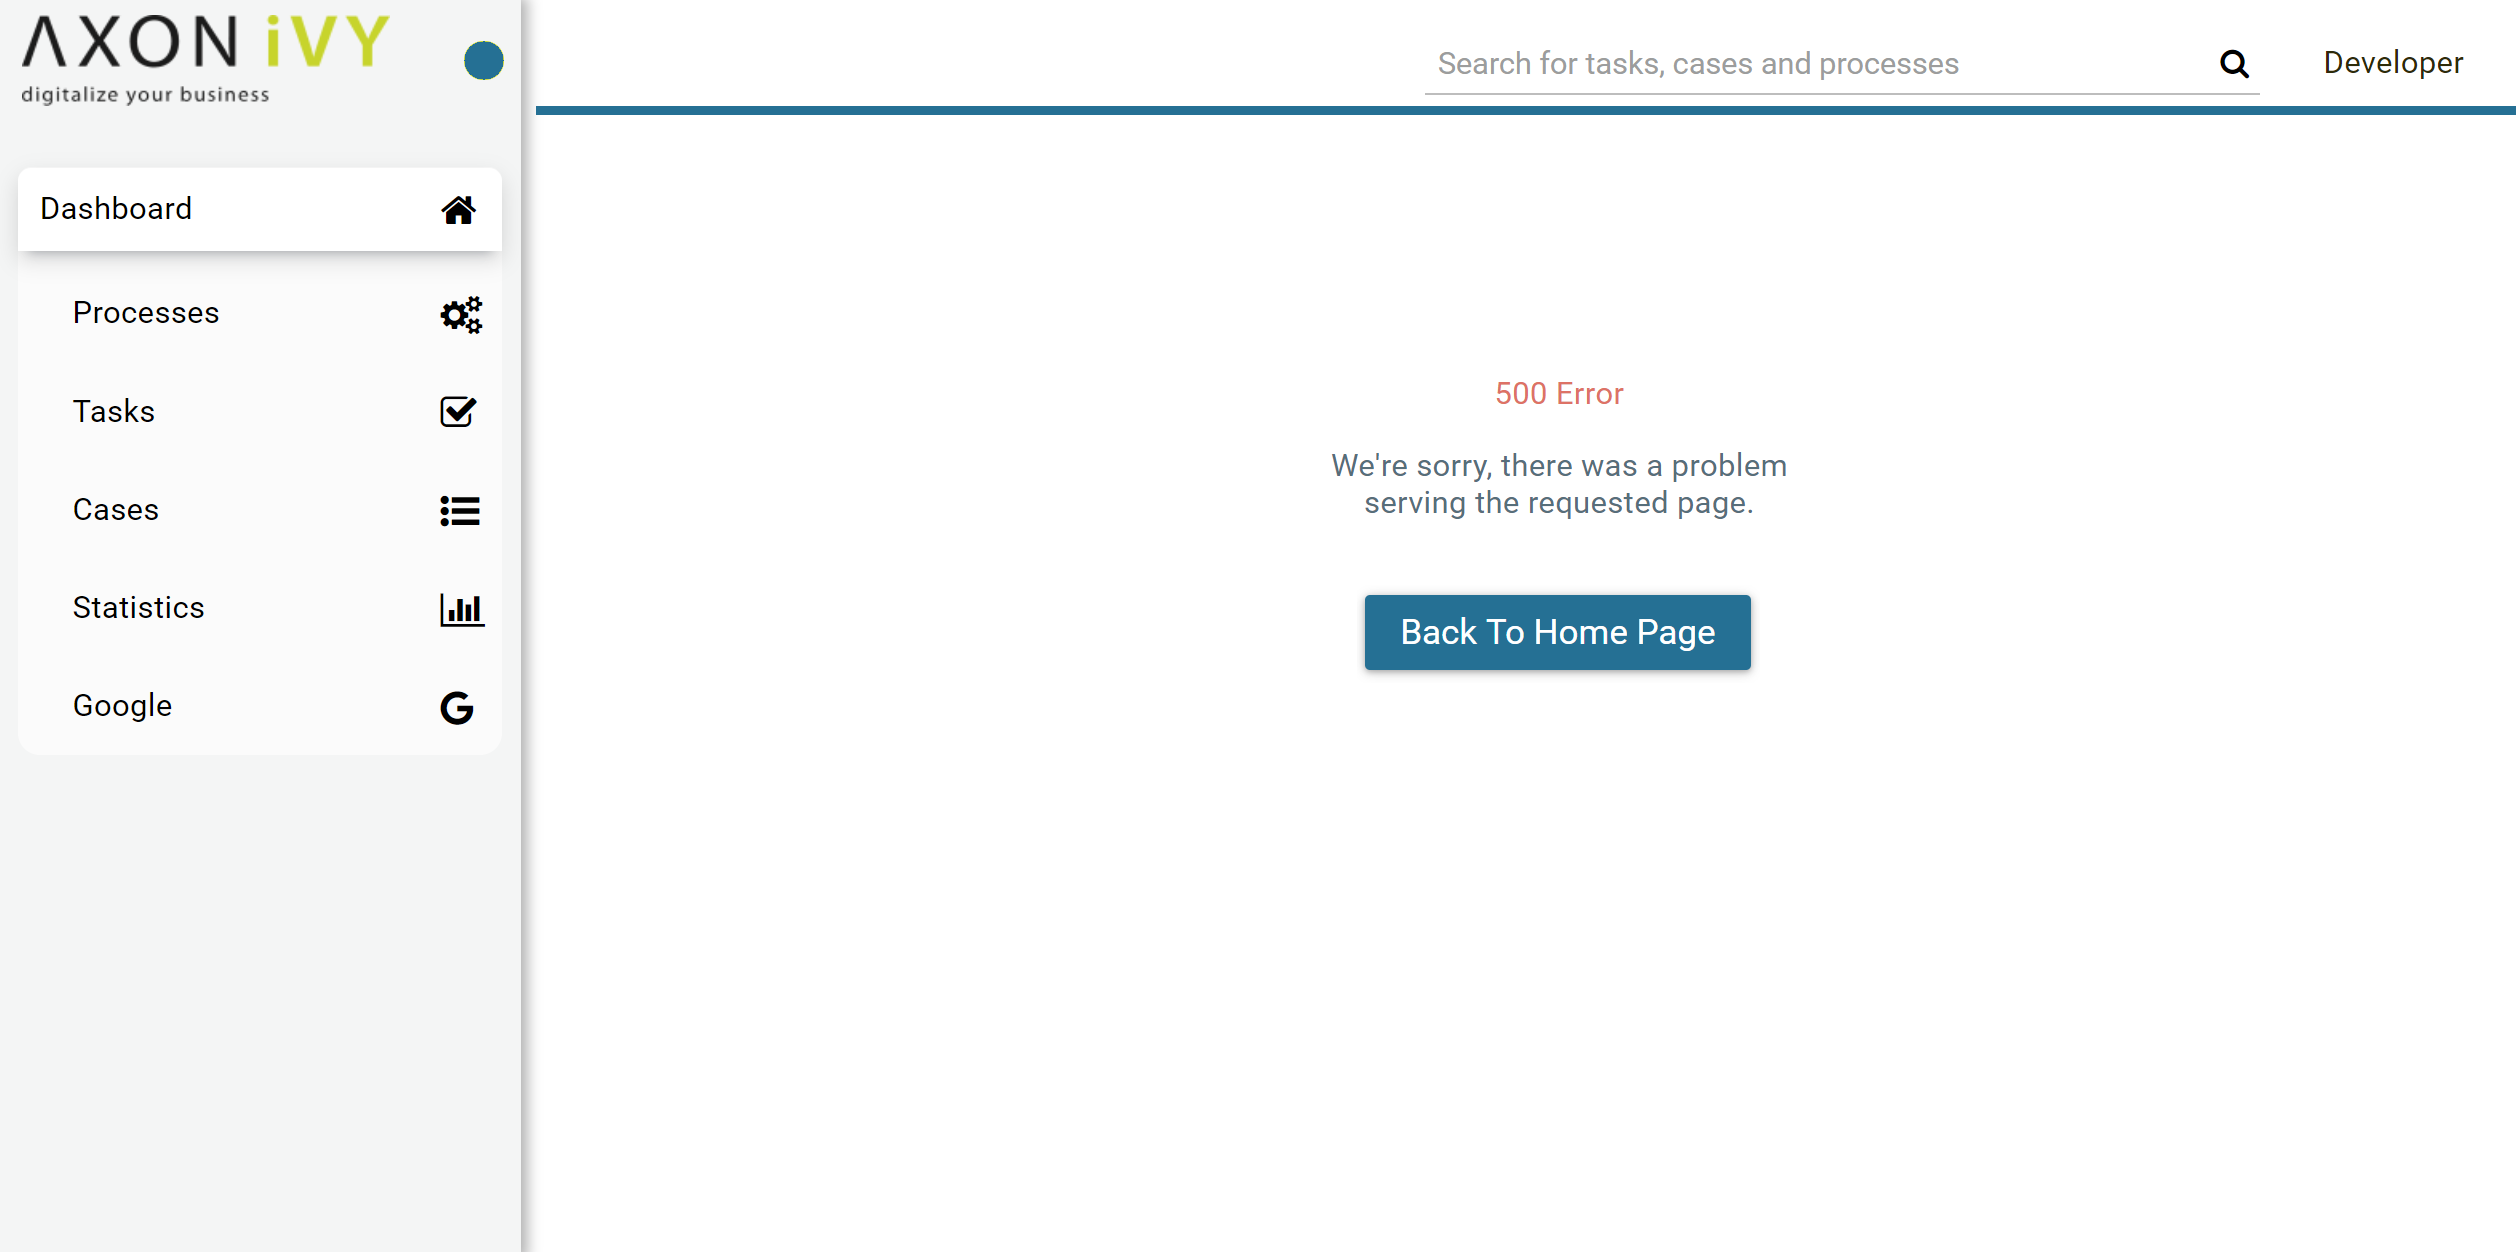 AXON iVY
digitalize your business
Search for tasks, cases and processes
Developer
Dashboard
Processes
Tasks
Cases
Statistics
Google
500 Error
We're sorry, there was a problem
serving the requested page.
Back To Home Page